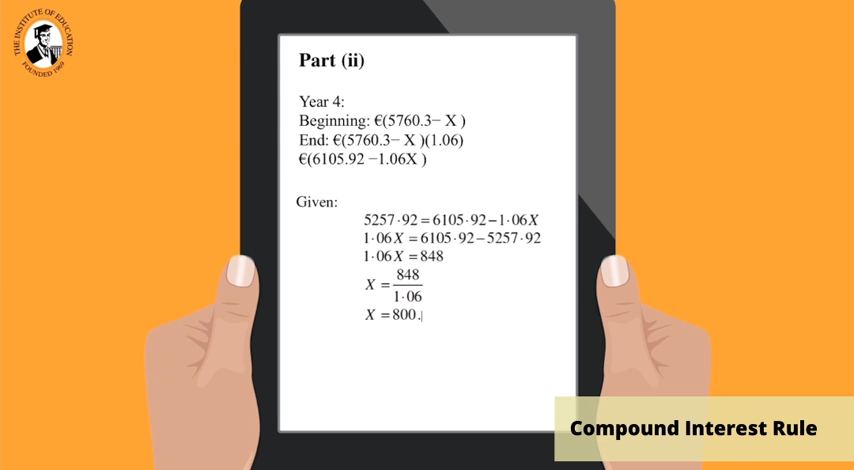 THE INSTITUTE OF EDUCATION
FOUNDED 1969
Part (ii)
Year 4:
Beginning: €(5760.3− X )
End: €(5760.3− X )(1.06)
€(6105.92 −1.06X )
Given:
5257·92 = 6105·92−1·06X
1·06X = 6105·92−5257·92
1·06X = 848
X = 848/1·06
X = 800.
Compound Interest Rule